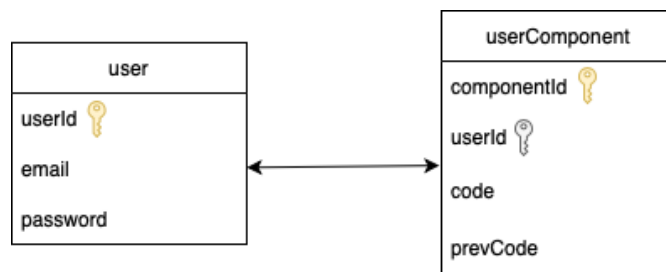 user
userId
email
password
userComponent
componentId
userId
code
prevCode